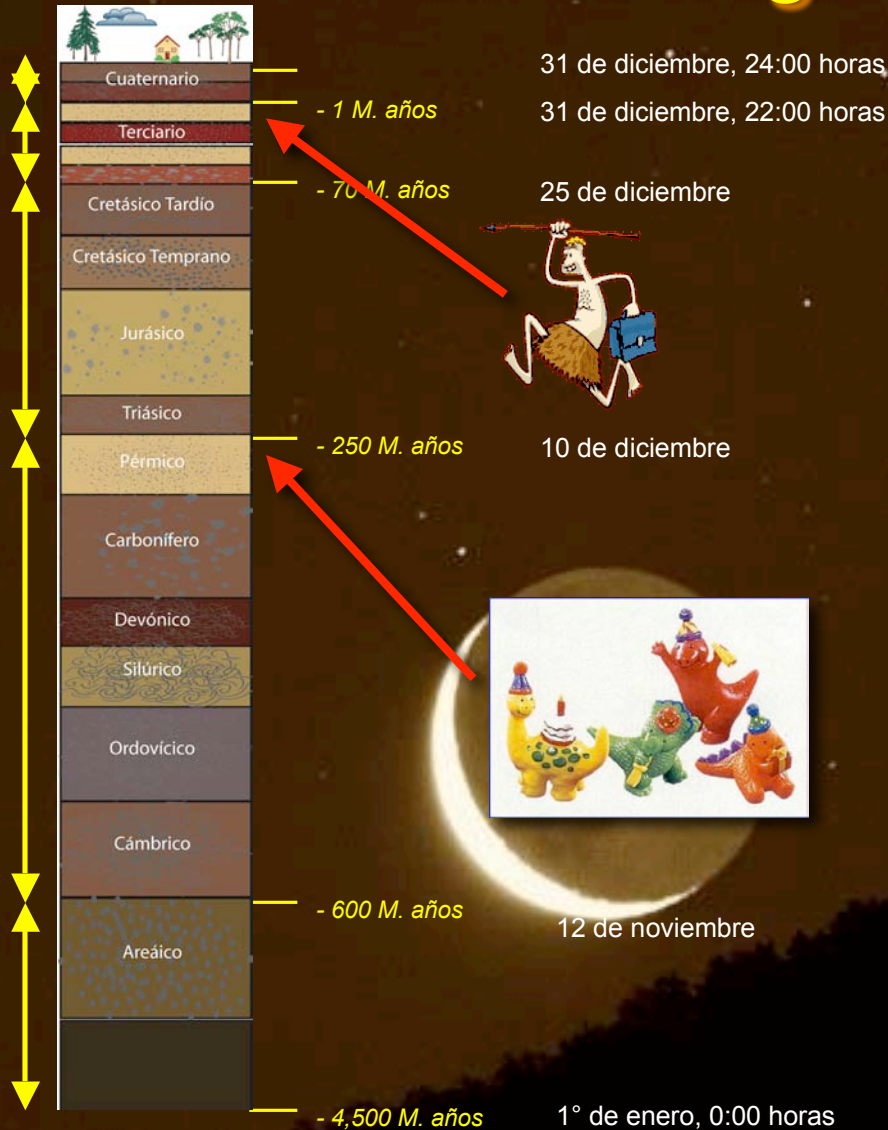 31 de diciembre, 24:00 horas
Cuaternario
- 1 M. años
31 de diciembre, 22:00 horas
Terciario
- 70 M. años
25 de diciembre
Cretásico Tardío
Cretásico Temprano
Jurásico
Triásico
- 250 M. años
10 de diciembre
Pérmico
Carbonífero
Devónico
Silúrico
Ordovícico
Cámbrico
- 600 M. años
12 de noviembre
Areáico
- 4,500 M. años
1° de enero, 0:00 horas